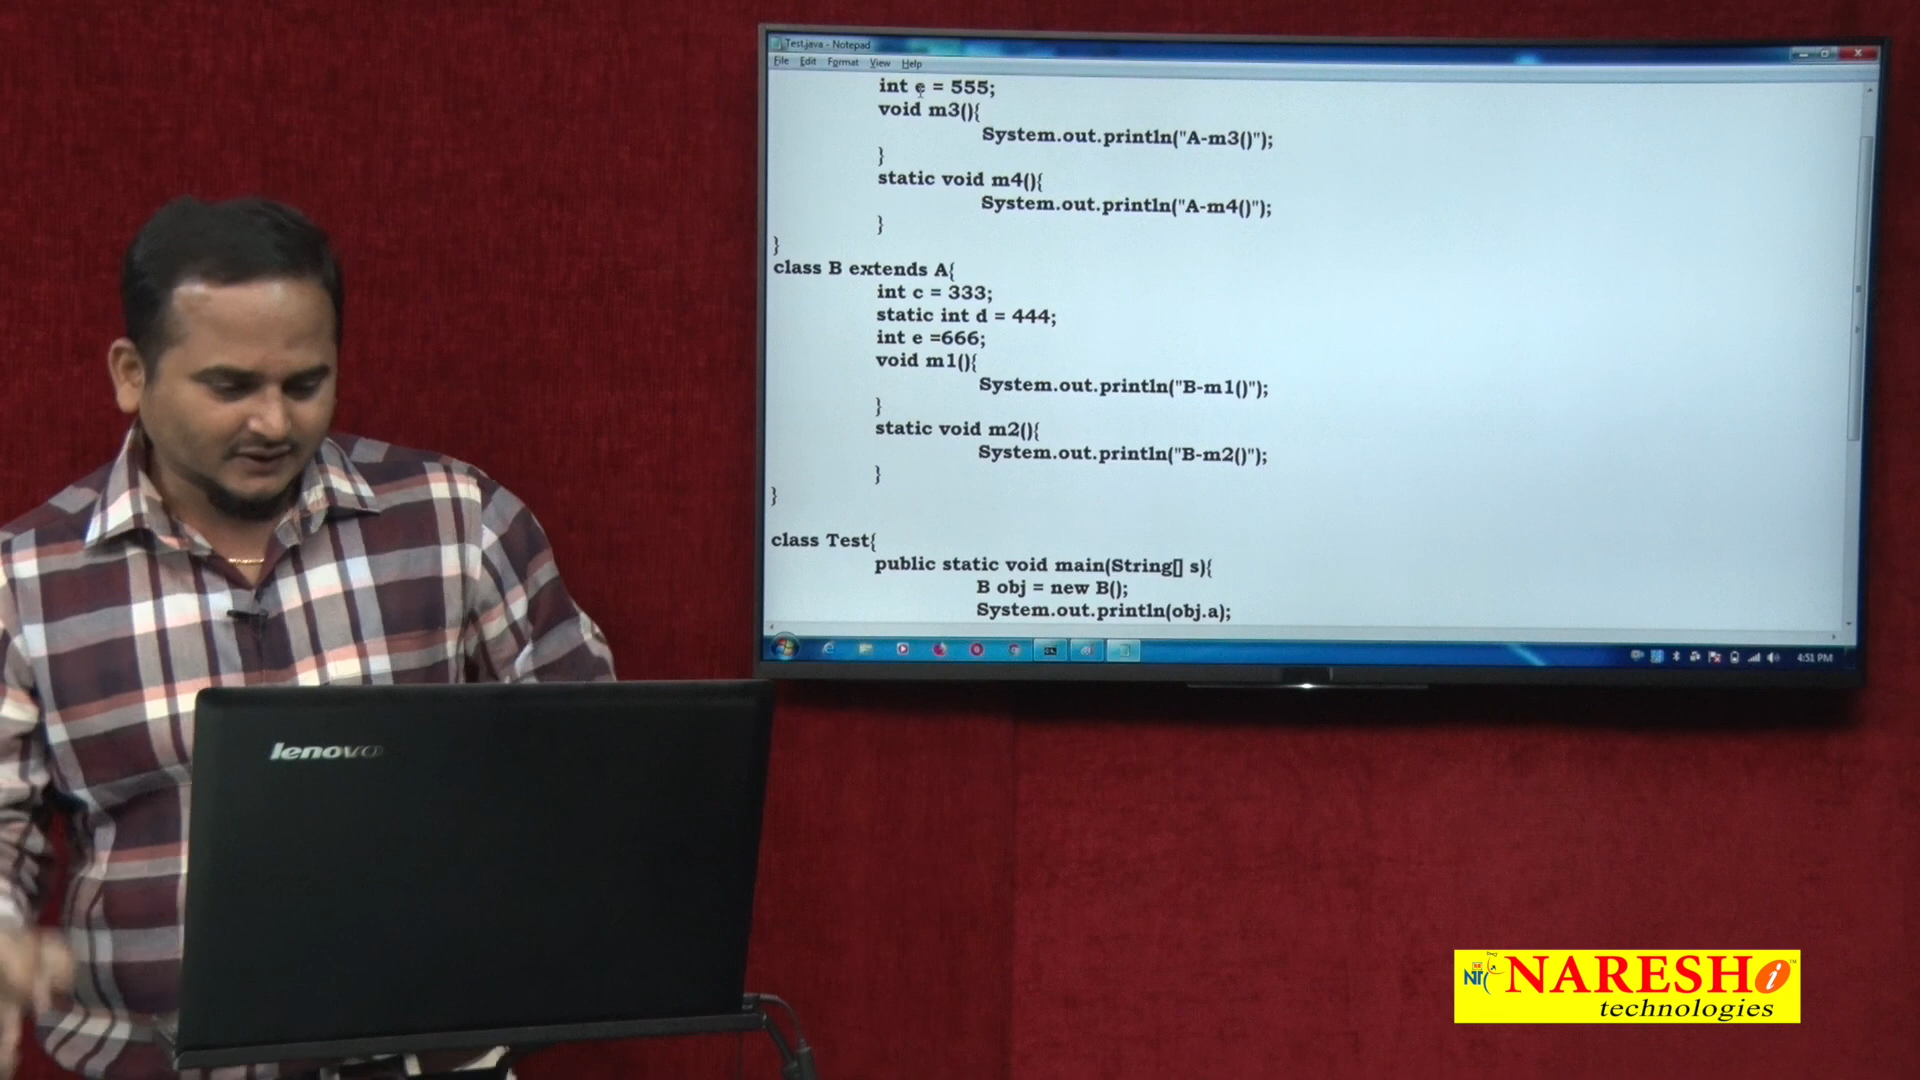 Test.java - Notepad
File Edit Format View Help
int e = 555;
void m3(){
System.out.println("A-m3()");
}
static void m4(){
System.out.println("A-m4()");
}
}
class B extends A{
int c = 333;
static int d = 444;
int e =666;
void m1(){
System.out.println("B-m1()");
}
static void m2(){
System.out.println("B-m2()");
}
}
class Test{
public static void main(String[] s){
B obj = new B();
System.out.println(obj.a);
4:51 PM
lenovo
NARESH i
technologies